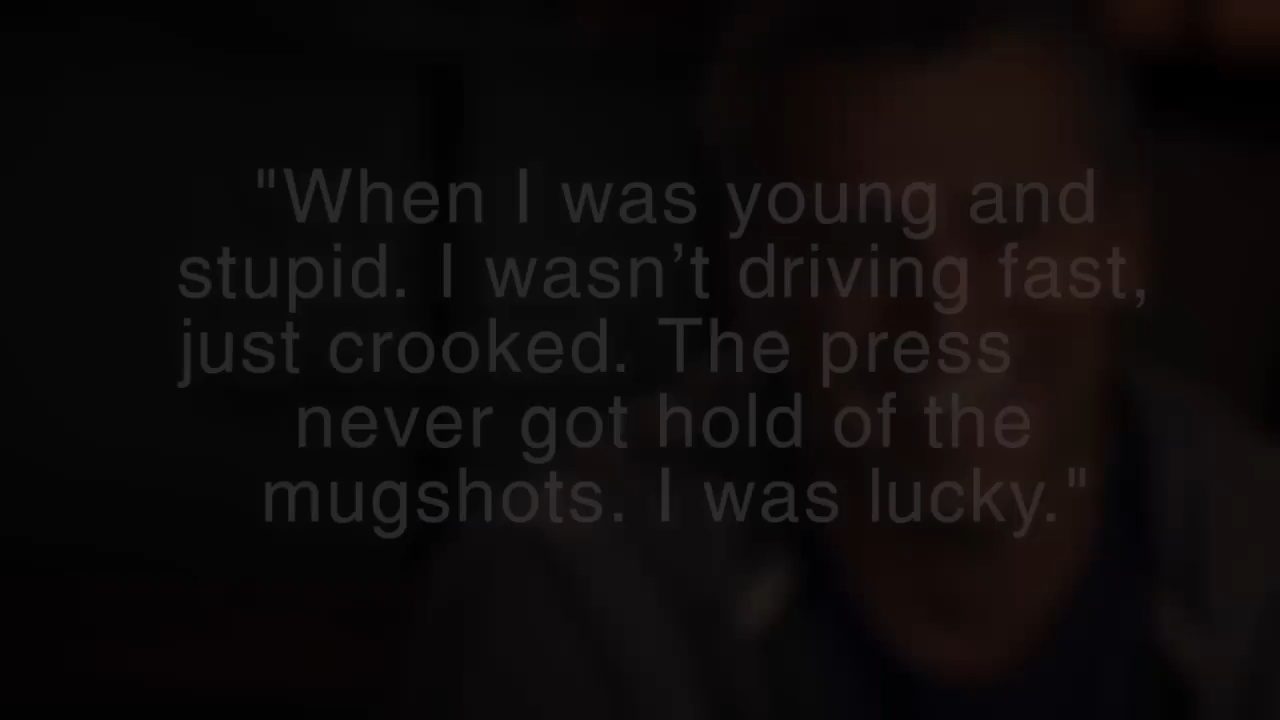 "When I was young and
stupid. I wasn’t driving fast,
just crooked. The press
never got hold of the
mugshots. I was lucky."